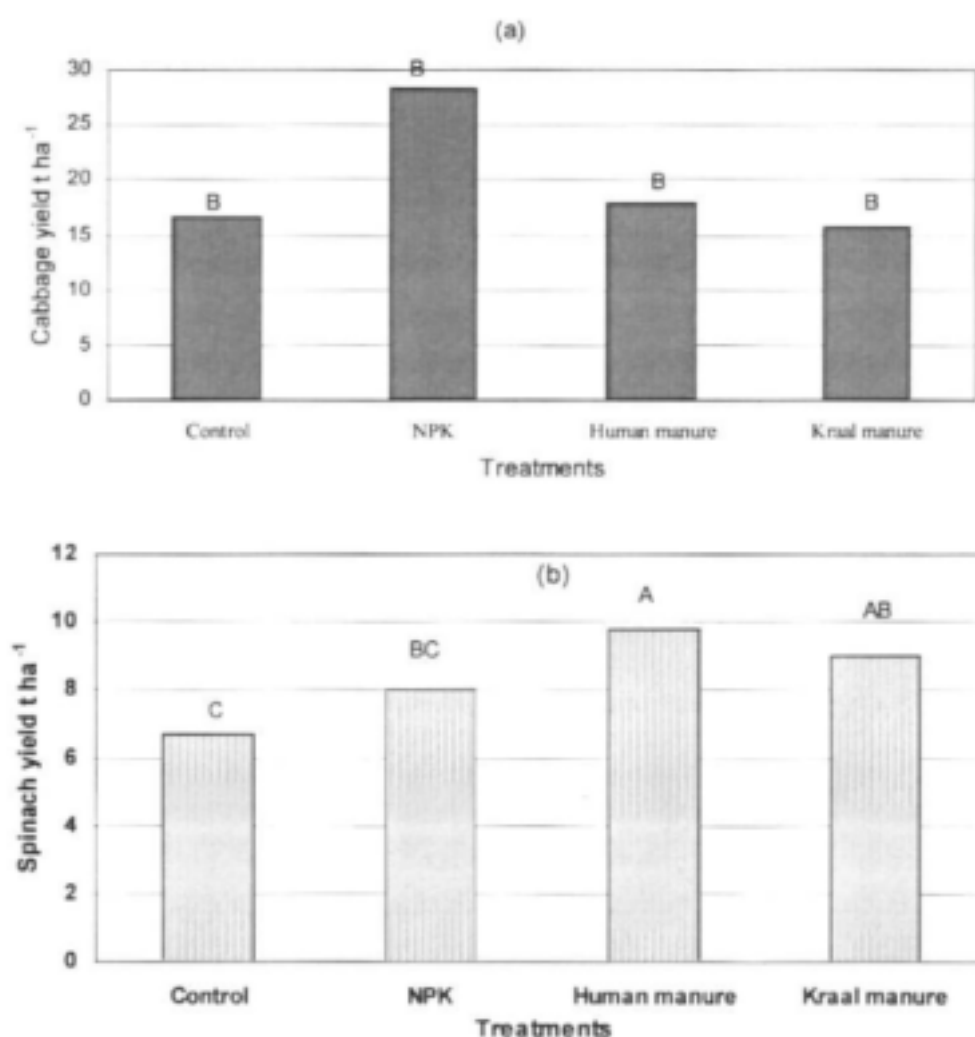 (a)
Cabbage yield t ha⁻¹
30
25
20
15
10
5
0
B
B
B
B
Control NPK Human manure Kraal manure
Treatments
(b)
Spinach yield t ha⁻¹
12
10
8
6
4
2
0
C
BC
A
AB
Control NPK Human manure Kraal manure
Treatments